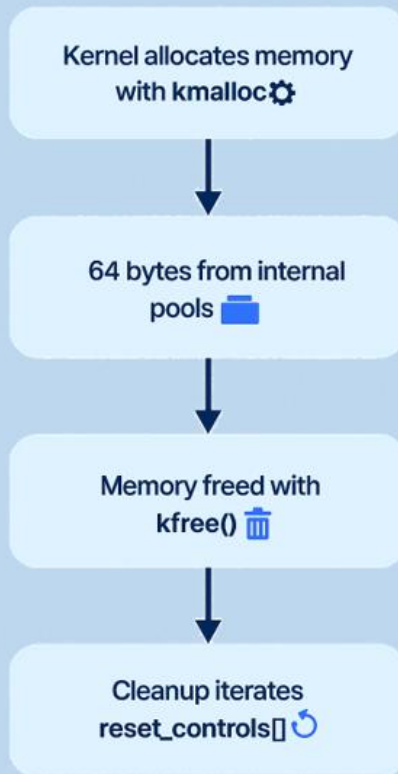 Kernel allocates memory
with kmalloc
64 bytes from internal
pools
Memory freed with
kfree()
Cleanup iterates
reset_controls[]